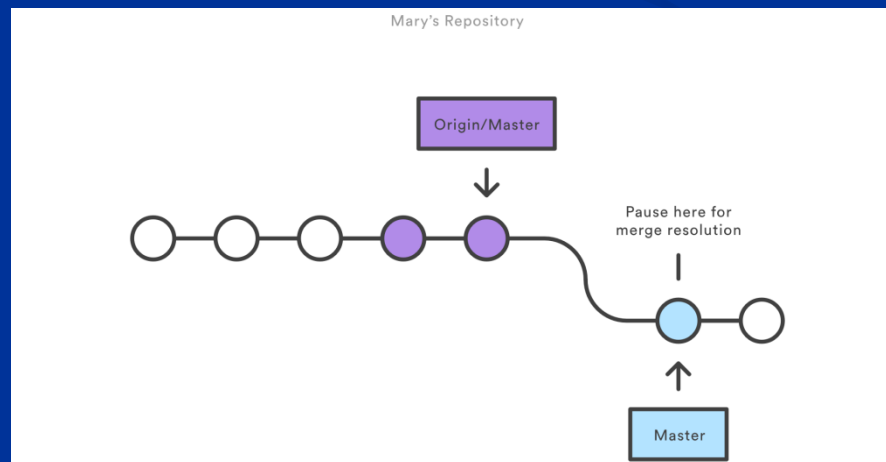 Mary's Repository
Origin/Master
Pause here for
merge resolution
Master